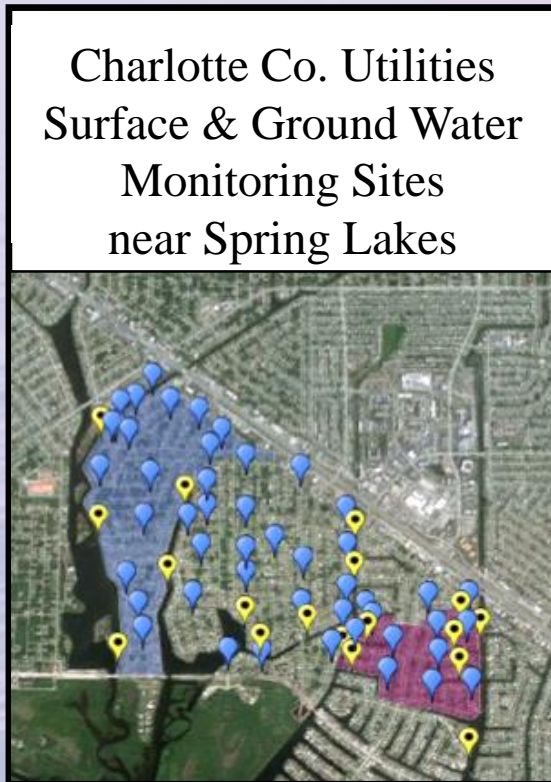 Charlotte Co. Utilities
Surface & Ground Water
Monitoring Sites
near Spring Lakes